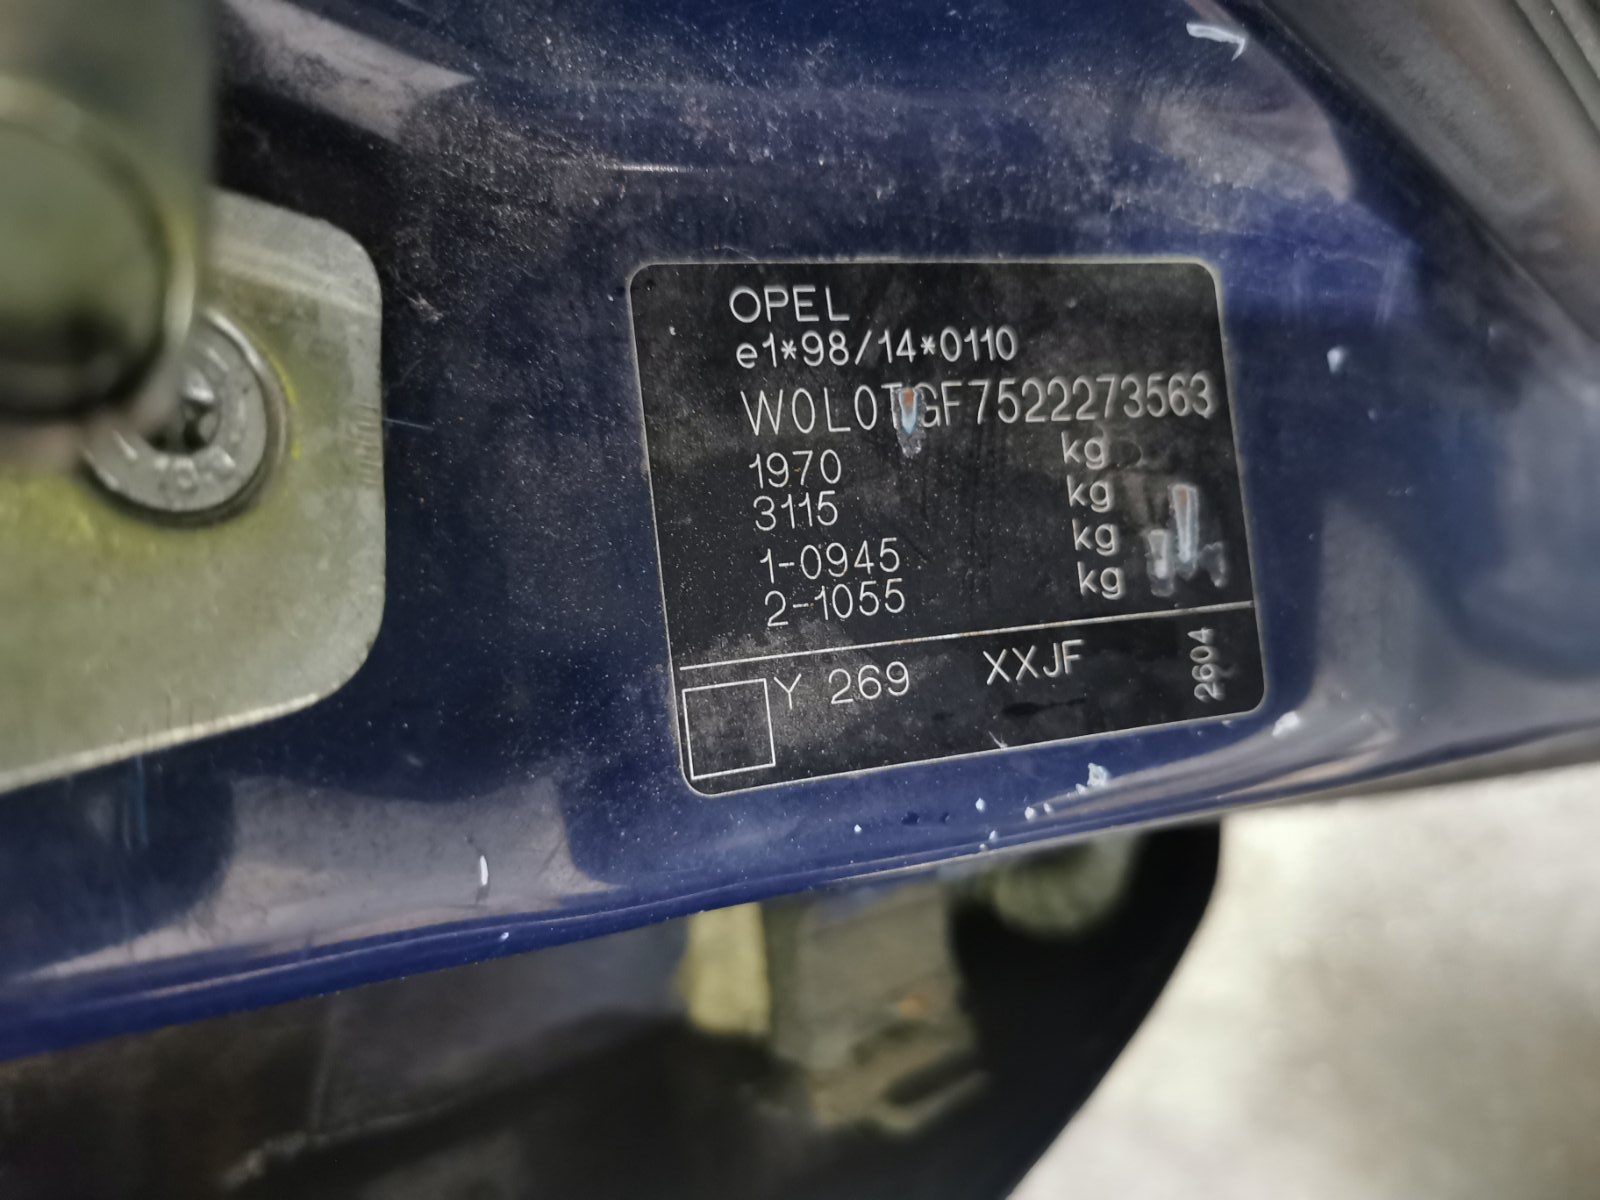 OPEL
e1*98/14*0110
W0L0TGF7522273563
1970 kg
3115 kg
1-0945 kg
2-1055 kg
Y 269 XXJF
2604